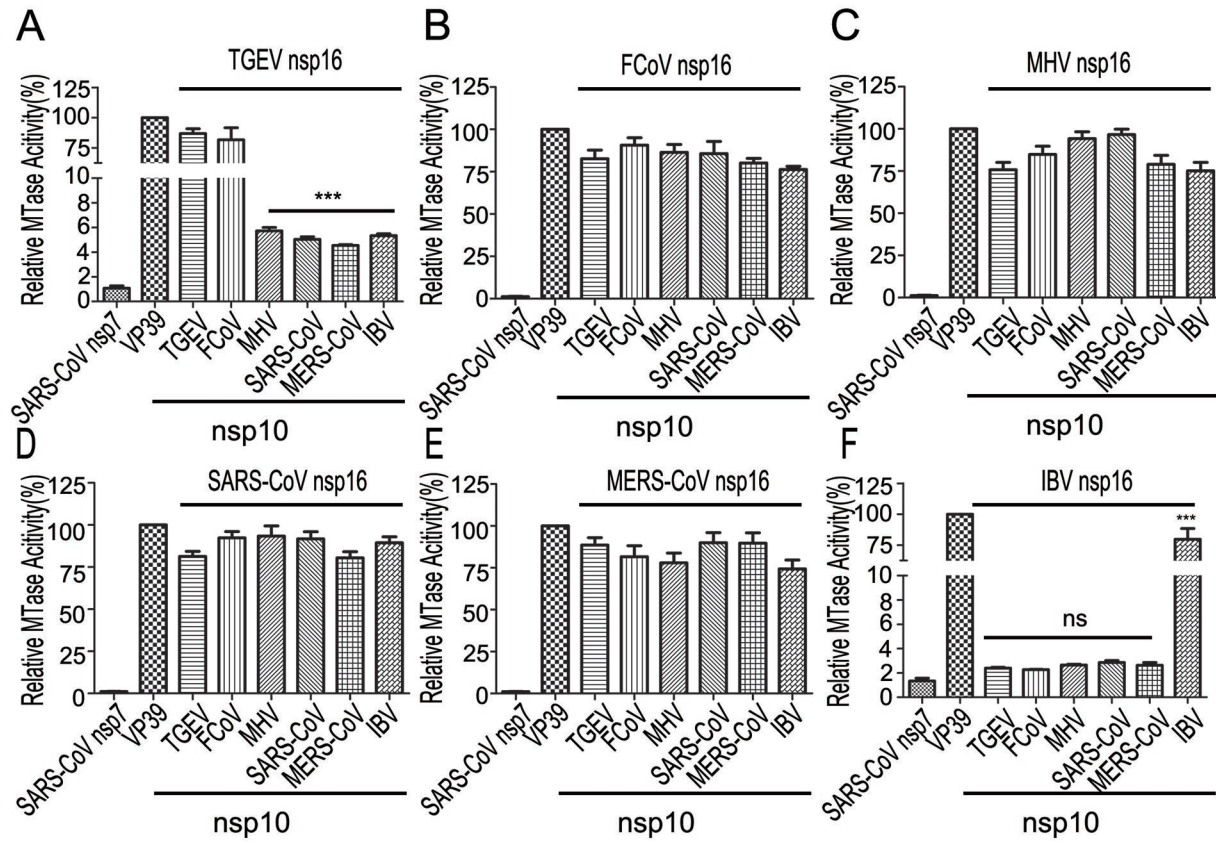 A
TGEV nsp16
Relative MTase Acitivity(%)
125
100
75
10
8
6
4
2
0
***
SARS-CoV nsp7
VP39
TGEV
FCoV
MHV
SARS-CoV
MERS-CoV
IBV
nsp10
B
FCoV nsp16
Relative MTase Acitivity(%)
125
100
75
50
25
0
SARS-CoV nsp7
VP39
TGEV
FCoV
MHV
SARS-CoV
MERS-CoV
IBV
nsp10
C
MHV nsp16
Relative MTase Acitivity(%)
125
100
75
50
25
0
SARS-CoV nsp7
VP39
TGEV
FCoV
MHV
SARS-CoV
MERS-CoV
IBV
nsp10
D
SARS-CoV nsp16
Relative MTase Acitivity(%)
125
100
75
50
25
0
SARS-CoV nsp7
VP39
TGEV
FCoV
MHV
SARS-CoV
MERS-CoV
IBV
nsp10
E
MERS-CoV nsp16
Relative MTase Acitivity(%)
125
100
75
50
25
0
SARS-CoV nsp7
VP39
TGEV
FCoV
MHV
SARS-CoV
MERS-CoV
IBV
nsp10
F
IBV nsp16
Relative MTase Acitivity(%)
125
100
75
10
8
6
4
2
0
***
ns
SARS-CoV nsp7
VP39
TGEV
FCoV
MHV
SARS-CoV
MERS-CoV
IBV
nsp10